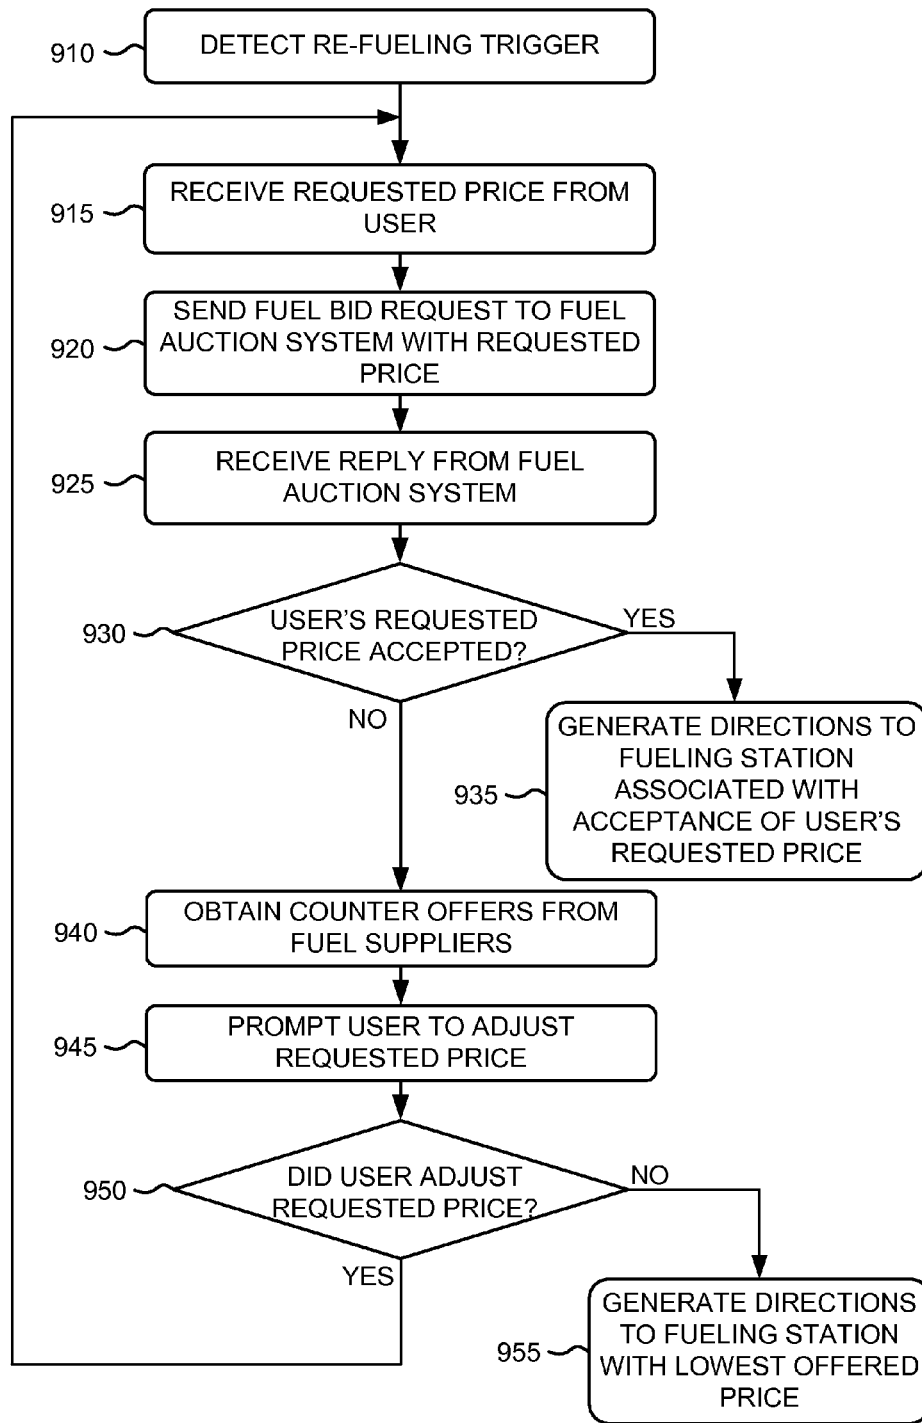 910
DETECT RE-FUELING TRIGGER
915
RECEIVE REQUESTED PRICE FROM
USER
920
SEND FUEL BID REQUEST TO FUEL
AUCTION SYSTEM WITH REQUESTED
PRICE
925
RECEIVE REPLY FROM FUEL
AUCTION SYSTEM
930
USER'S REQUESTED
PRICE ACCEPTED?
YES
NO
935
GENERATE DIRECTIONS TO
FUELING STATION
ASSOCIATED WITH
ACCEPTANCE OF USER'S
REQUESTED PRICE
940
OBTAIN COUNTER OFFERS FROM
FUEL SUPPLIERS
945
PROMPT USER TO ADJUST
REQUESTED PRICE
950
DID USER ADJUST
REQUESTED PRICE?
NO
YES
955
GENERATE DIRECTIONS
TO FUELING STATION
WITH LOWEST OFFERED
PRICE